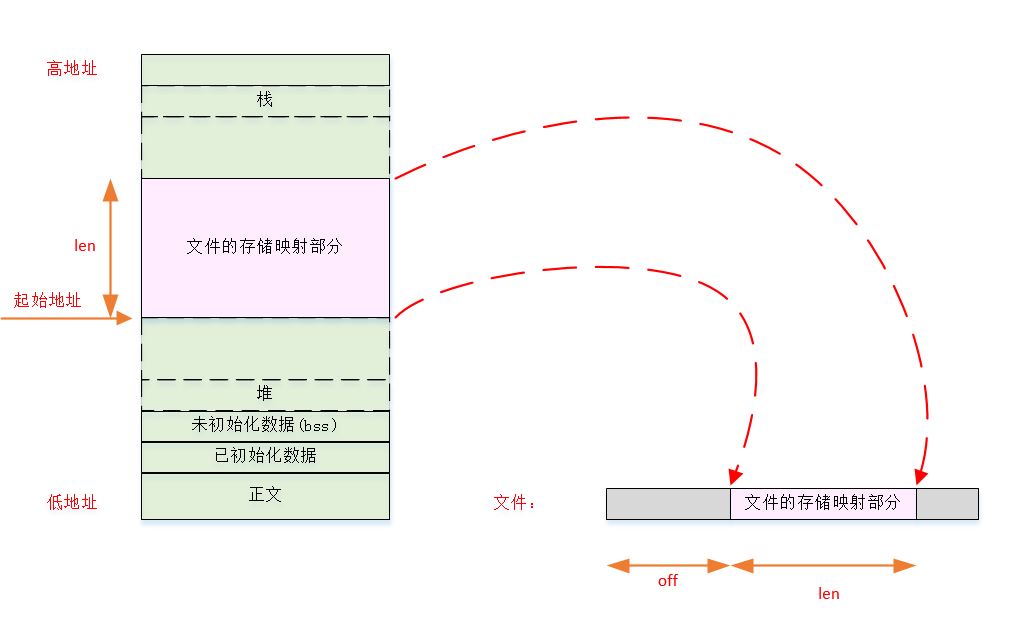 高地址
栈
len
文件的存储映射部分
起始地址
堆
未初始化数据(bss)
已初始化数据
低地址
正文
文件：
文件的存储映射部分
off
len